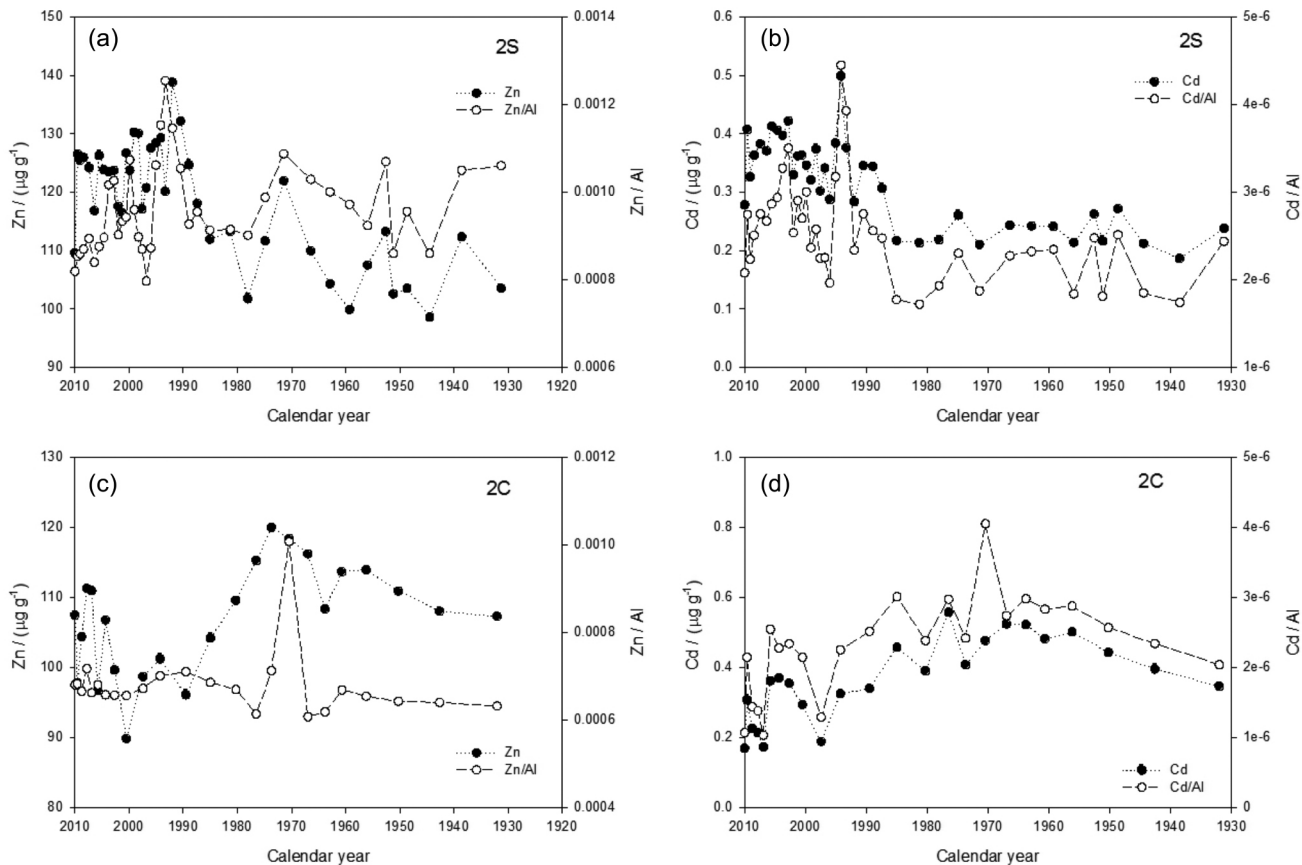 (a)
2S
Zn
Zn/Al
Zn / (µg g⁻¹)
150
140
130
120
110
100
90
0.0014
0.0012
0.0010
0.0008
0.0006
Zn / Al
2010 2000 1990 1980 1970 1960 1950 1940 1930 1920
Calendar year
(b)
2S
Cd
Cd/Al
Cd / (µg g⁻¹)
0.6
0.5
0.4
0.3
0.2
0.1
0.0
5e-6
4e-6
3e-6
2e-6
1e-6
Cd / Al
2010 2000 1990 1980 1970 1960 1950 1940 1930
Calendar year
(c)
2C
Zn
Zn/Al
Zn / (µg g⁻¹)
130
120
110
100
90
80
0.0012
0.0010
0.0008
0.0006
0.0004
Zn / Al
2010 2000 1990 1980 1970 1960 1950 1940 1930 1920
Calendar year
(d)
2C
Cd
Cd/Al
Cd / (µg g⁻¹)
1.0
0.8
0.6
0.4
0.2
0.0
5e-6
4e-6
3e-6
2e-6
1e-6
0
Cd / Al
2010 2000 1990 1980 1970 1960 1950 1940 1930
Calendar year